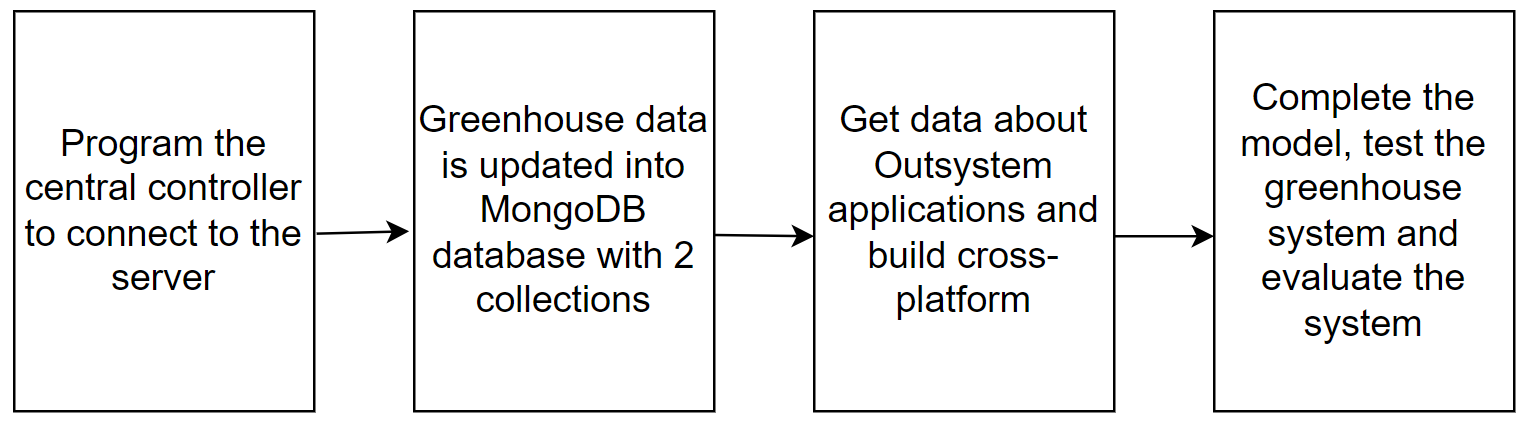 Program the
central controller
to connect to the
server
Greenhouse data
is updated into
MongoDB
database with 2
collections
Get data about
Outsystem
applications and
build cross-
platform
Complete the
model, test the
greenhouse
system and
evaluate the
system